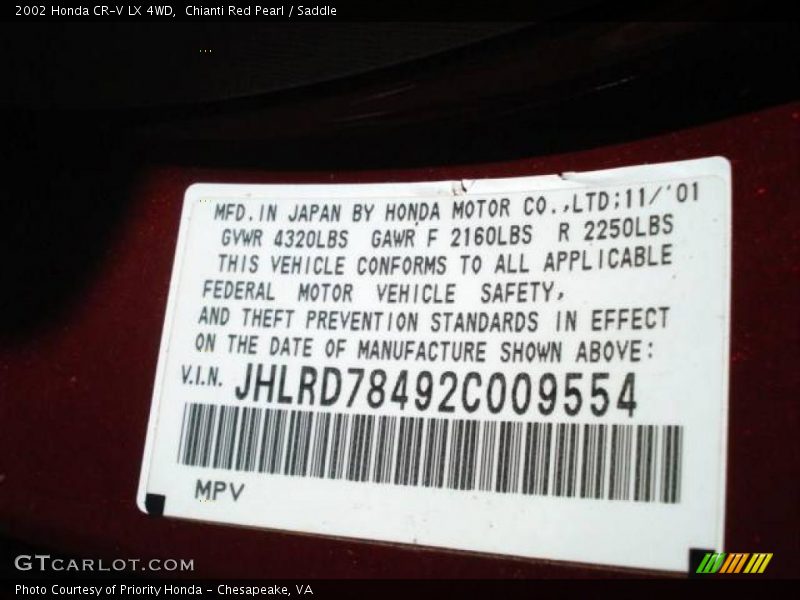 2002 Honda CR-V LX 4WD,  Chianti Red Pearl / Saddle
MFD.IN JAPAN BY HONDA MOTOR CO.,LTD;11/'01
GVWR 4320LBS GAWR F 2160LBS R 2250LBS
THIS VEHICLE CONFORMS TO ALL APPLICABLE
FEDERAL MOTOR VEHICLE SAFETY,
AND THEFT PREVENTION STANDARDS IN EFFECT
ON THE DATE OF MANUFACTURE SHOWN ABOVE:
V.I.N. JHLRD78492C009554
MPV
GTCARLOT.COM
Photo Courtesy of Priority Honda - Chesapeake, VA